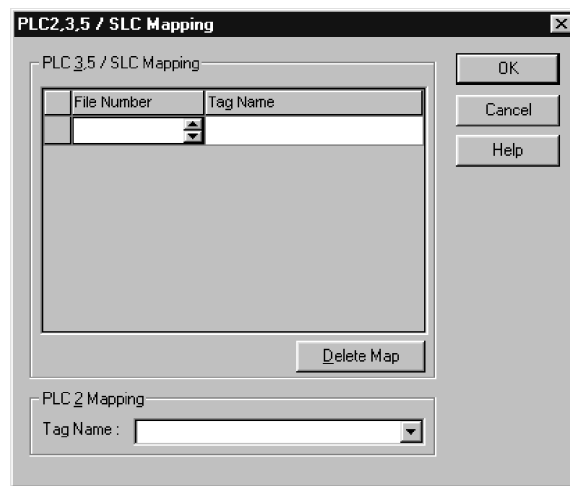 PLC2,3,5 / SLC Mapping
PLC 3,5 / SLC Mapping
File Number Tag Name
Delete Map
PLC 2 Mapping
Tag Name :
OK
Cancel
Help